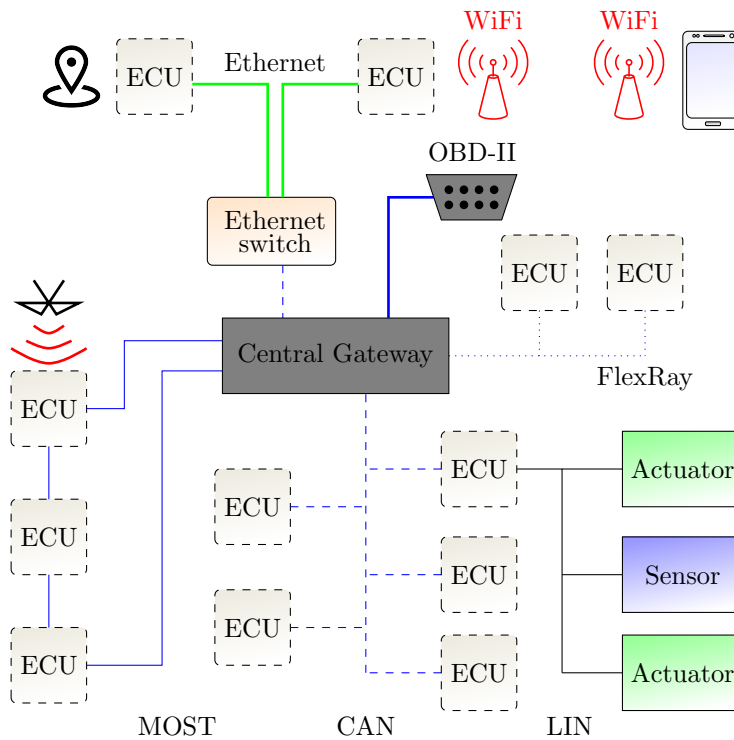 WiFi
WiFi
Ethernet
ECU
ECU
OBD-II
Ethernet
switch
ECU
ECU
Central Gateway
FlexRay
ECU
ECU
Actuator
ECU
ECU
ECU
Sensor
ECU
ECU
ECU
Actuator
MOST
CAN
LIN